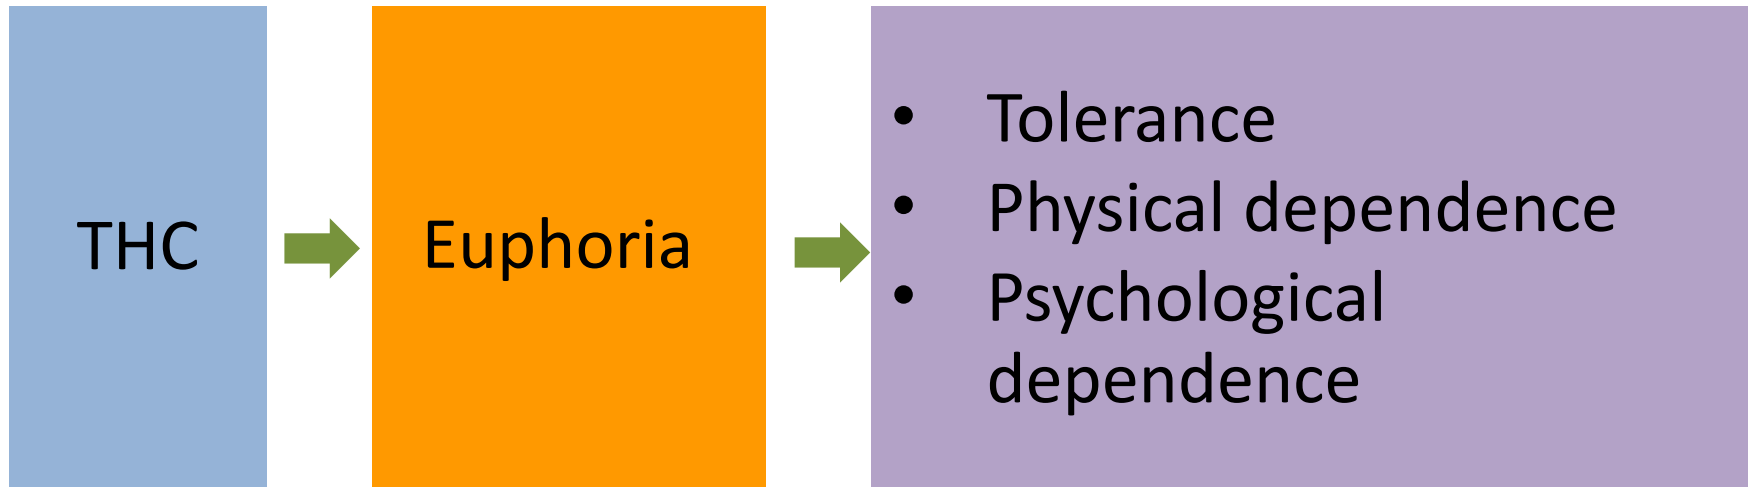 THC
Euphoria
• Tolerance
• Physical dependence
• Psychological
dependence